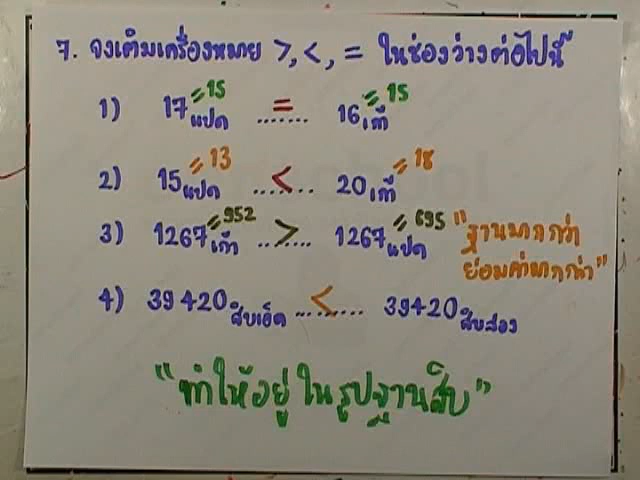 7. จงเติมเครื่องหมาย >, <, = ในช่องว่างต่อไปนี้
1) 17แปด = 15 ....=.... 16เก้า = 15
2) 15แปด = 13 ....<.... 20เก้า = 18
3) 1267เก้า = 952 ....>.... 1267แปด = 695 "ฐานมากกว่า
ย่อมค่ามากกว่า"
4) 39420สิบเอ็ด ....<.... 39420สิบสอง
"ทำให้อยู่ในรูปฐานสิบ"